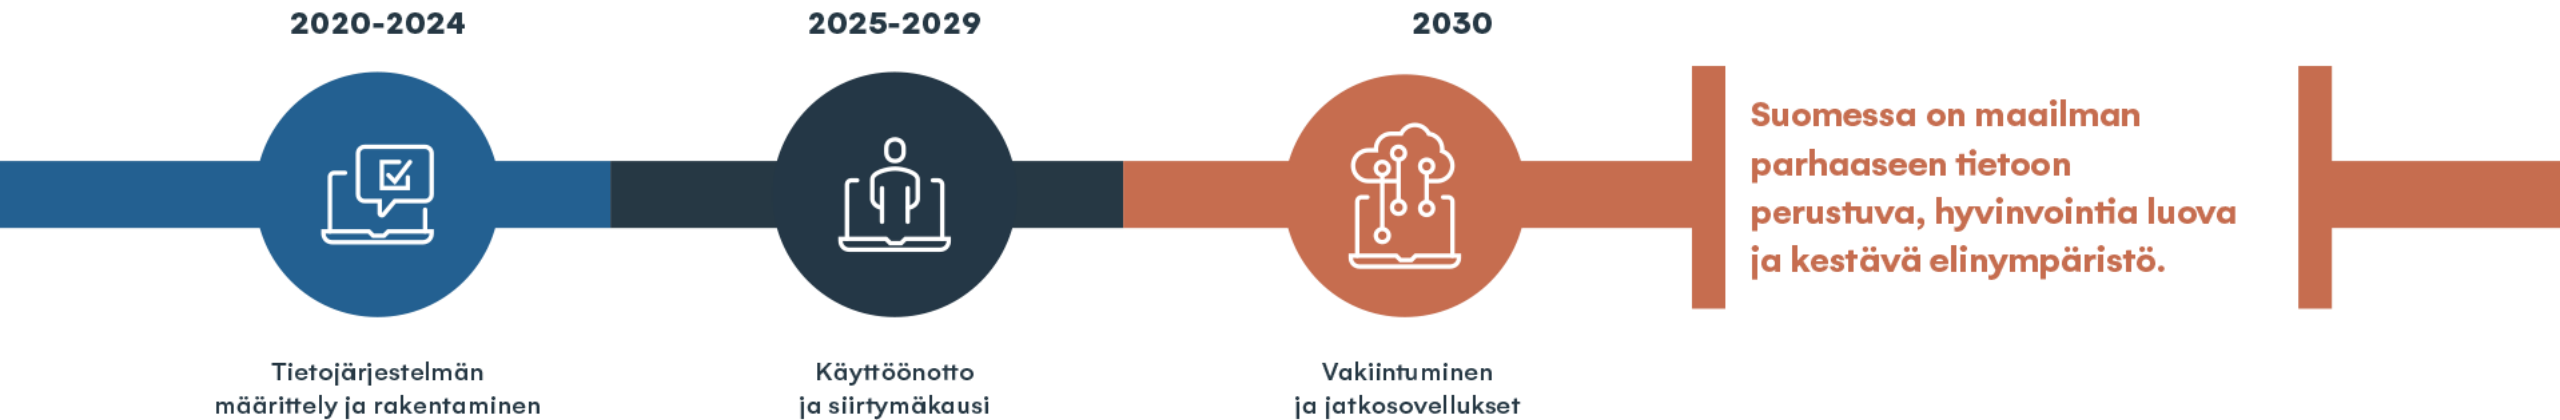 2020-2024
Tietojärjestelmän
määrittely ja rakentaminen
2025-2029
Käyttöönotto
ja siirtymäkausi
2030
Vakiintuminen
ja jatkosovellukset
Suomessa on maailman
parhaaseen tietoon
perustuva, hyvinvointia luova
ja kestävä elinympäristö.